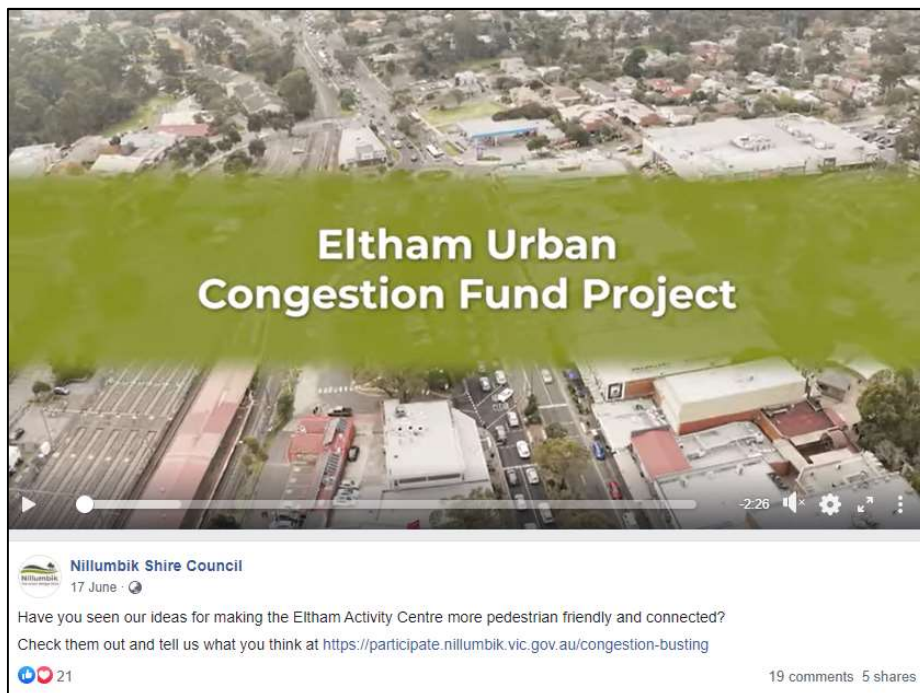 Eltham Urban
Congestion Fund Project
-2:26
Nillumbik
Nillumbik Shire Council
17 June ·
Have you seen our ideas for making the Eltham Activity Centre more pedestrian friendly and connected?
Check them out and tell us what you think at https://participate.nillumbik.vic.gov.au/congestion-busting
21
19 comments 5 shares